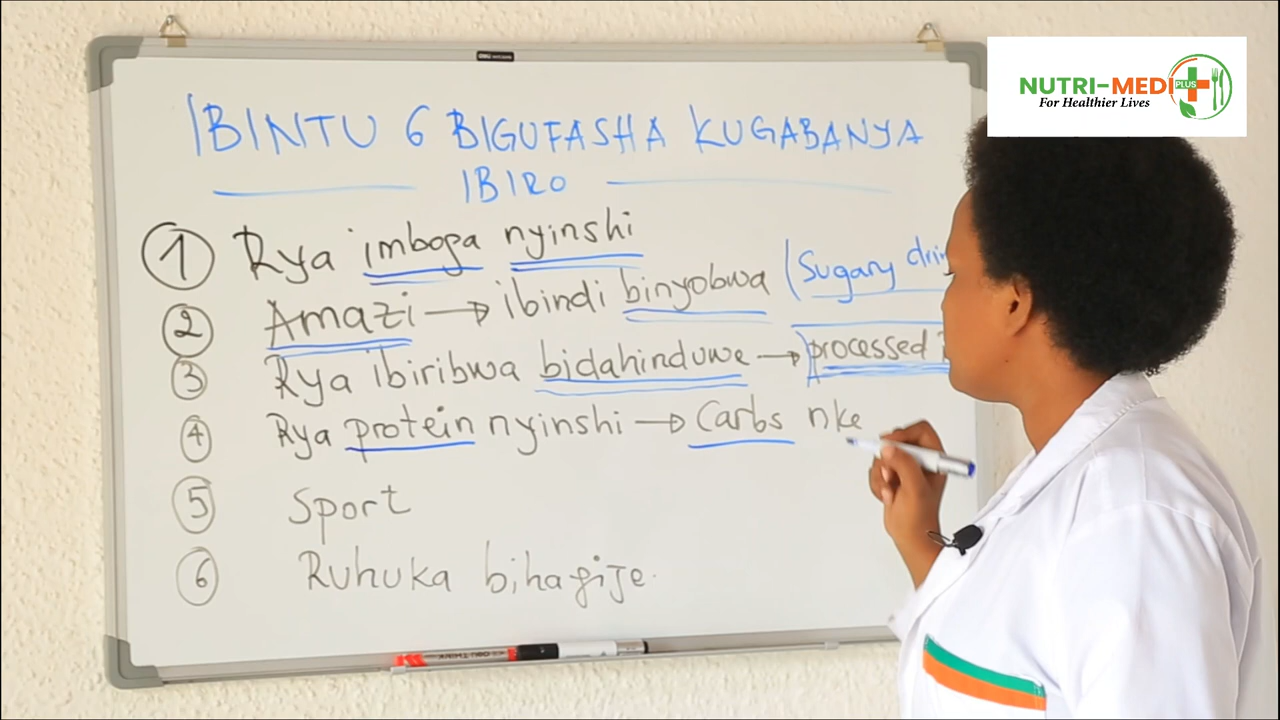 NUTRI-MEDI PLUS
For Healthier Lives
IBINTU 6 BIGUFASHA KUGABANYA
IBIRO
1 Rya imboga nyinshi
2 Amazi → ibindi binyobwa (Sugary
3 Rya ibiribwa bidahinduwe → processed
4 Rya protein nyinshi → Carbs nke
5 Sport
6 Ruhuka bihagije.